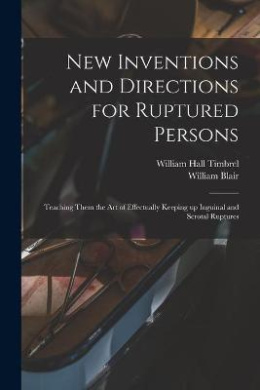 New Inventions
and Directions
for Ruptured
Persons
William Hall Timbrel
William Blair
Teaching Them the Art of Effectually Keeping up Inguinal and
Scrotal Ruptures